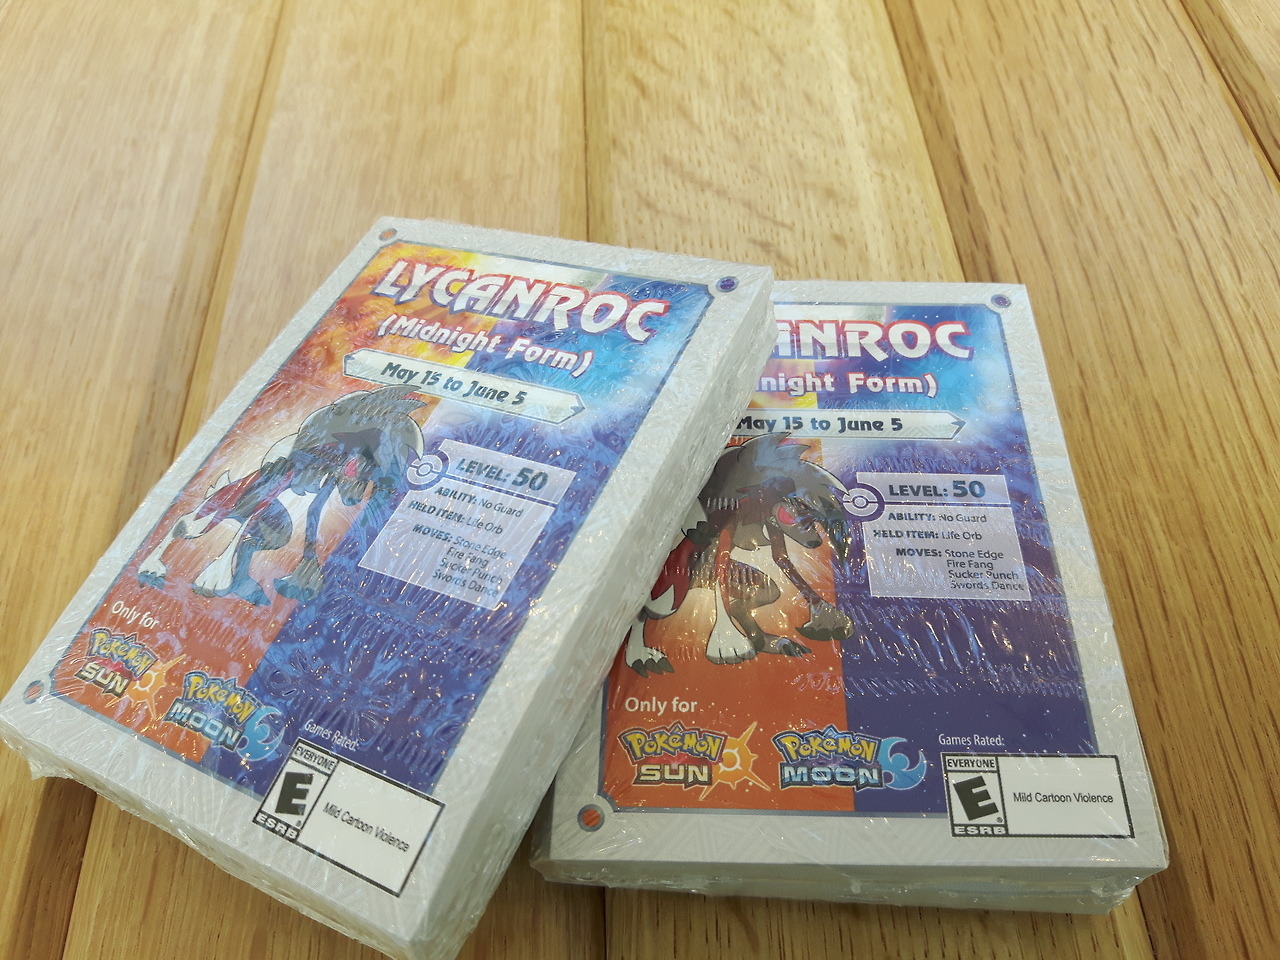 LYCANROC
(Midnight Form)
May 15 to June 5
LEVEL: 50
ABILITY: No Guard
HELD ITEM: Life Orb
MOVES: Stone Edge
Fire Fang
Sucker Punch
Swords Dance
Only for
POKéMON
SUN
POKéMON
MOON
Games Rated:
EVERYONE
E
ESRB
Mild Cartoon Violence
ANROC
night Form)
May 15 to June 5
LEVEL: 50
ABILITY: No Guard
HELD ITEM: Life Orb
MOVES: Stone Edge
Fire Fang
Sucker Punch
Swords Dance
Only for
POKéMON
SUN
POKéMON
MOON
Games Rated:
EVERYONE
E
ESRB
Mild Cartoon Violence